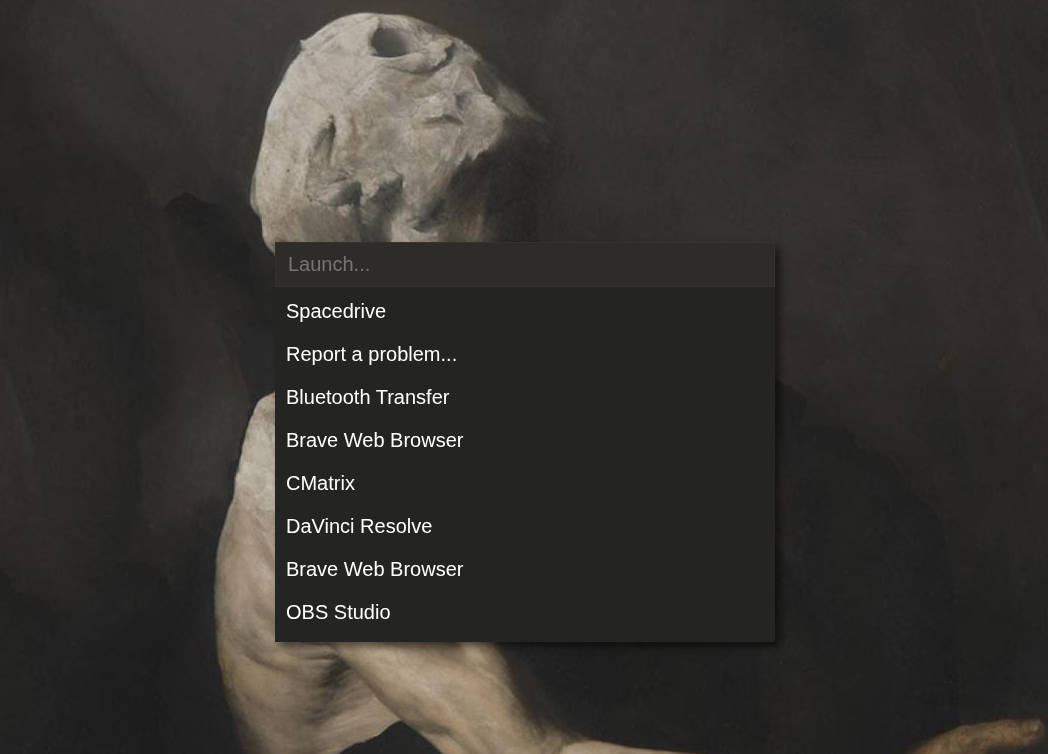 Launch...
Spacedrive
Report a problem...
Bluetooth Transfer
Brave Web Browser
CMatrix
DaVinci Resolve
Brave Web Browser
OBS Studio